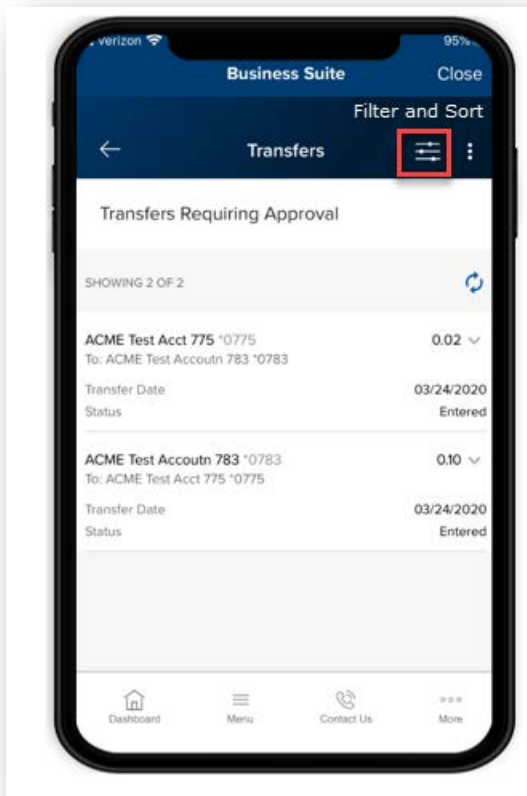 verizon 95%
Business Suite Close
Filter and Sort
Transfers
Transfers Requiring Approval
SHOWING 2 OF 2
ACME Test Acct 775 *0775 0.02
To: ACME Test Accoutn 783 *0783
Transfer Date 03/24/2020
Status Entered
ACME Test Accoutn 783 *0783 0.10
To: ACME Test Acct 775 *0775
Transfer Date 03/24/2020
Status Entered
Dashboard Menu Contact Us More